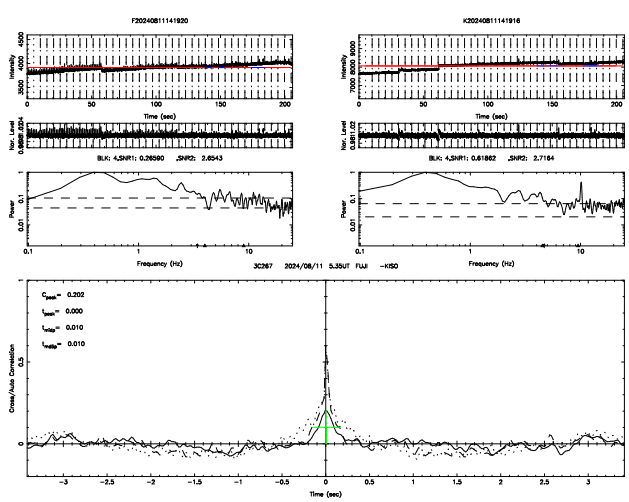 F20240811141920
K20240811141916
4500
4000
3500
Intensity
0 50 100 150 200
Time (sec)
9000
8000
7000
Intensity
0 50 100 150 200
Time (sec)
Nor. Level
Nor. Level
BLK: 4,SNR1: 0.26590 ,SNR2: 2.6543
BLK: 4,SNR1: 0.61862 ,SNR2: 2.7164
1
0.1
0.01
Power
0.1 1 10
Frequency (Hz)
1
0.1
0.01
Power
0.1 1 10
Frequency (Hz)
3C267 2024/08/11 5.35UT FUJI -KISO
1
0.5
0
Cross/Auto Correlation
Cpeak= 0.202
tpeak= 0.000
0.010
0.010
-3 -2.5 -2 -1.5 -1 -0.5 0 0.5 1 1.5 2 2.5 3
Time (sec)